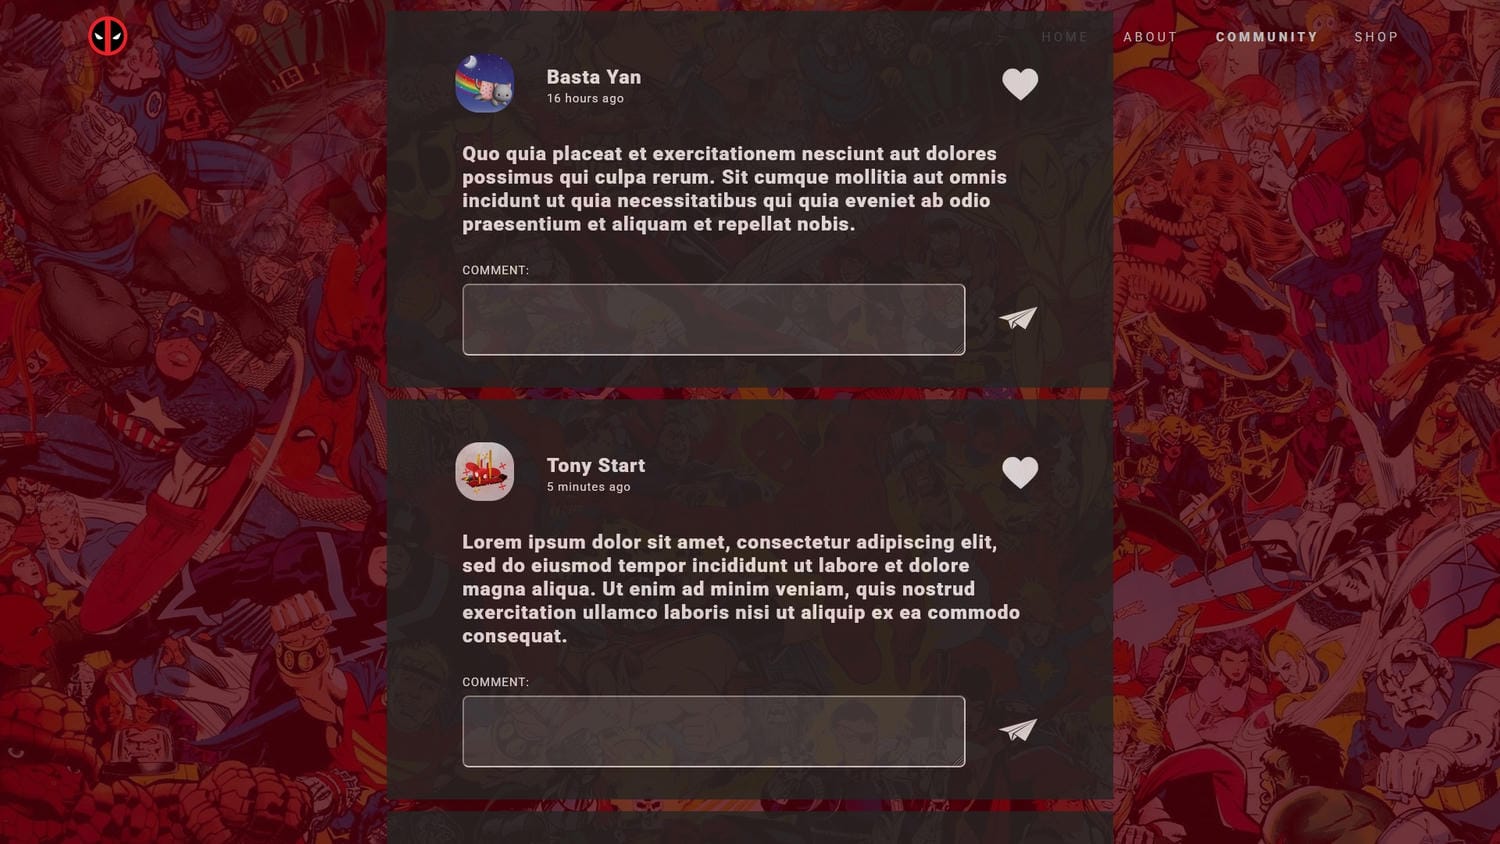 HOME ABOUT COMMUNITY SHOP
Basta Yan
16 hours ago
Quo quia placeat et exercitationem nesciunt aut dolores
possimus qui culpa rerum. Sit cumque mollitia aut omnis
incidunt ut quia necessitatibus qui quia eveniet ab odio
praesentium et aliquam et repellat nobis.
COMMENT:
Tony Start
5 minutes ago
Lorem ipsum dolor sit amet, consectetur adipiscing elit,
sed do eiusmod tempor incididunt ut labore et dolore
magna aliqua. Ut enim ad minim veniam, quis nostrud
exercitation ullamco laboris nisi ut aliquip ex ea commodo
consequat.
COMMENT: